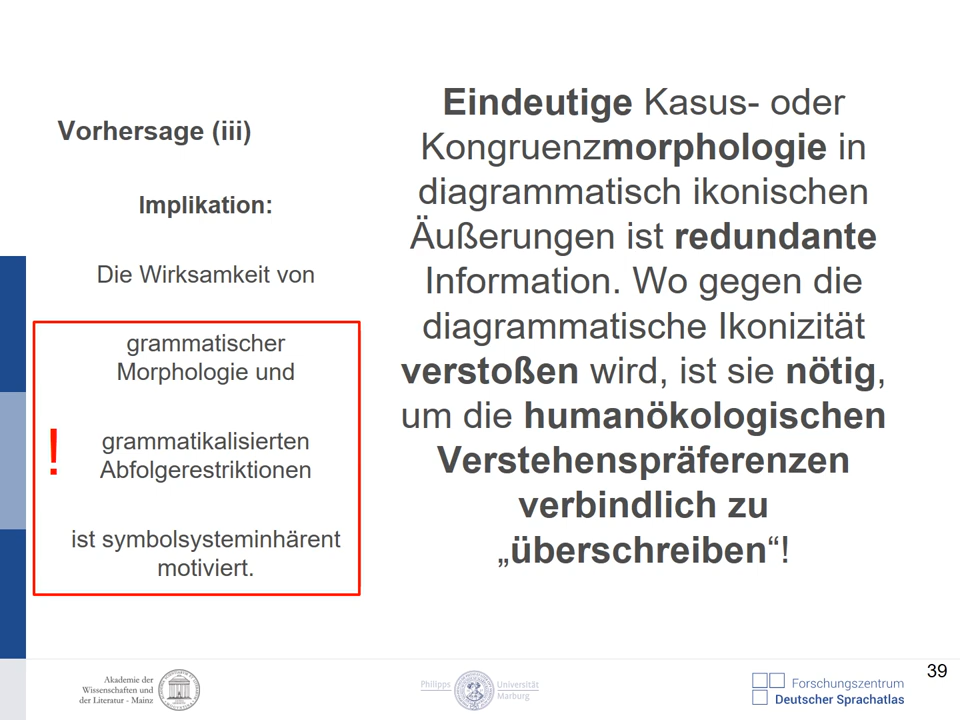 Vorhersage (iii)
Implikation:
Die Wirksamkeit von
grammatischer
Morphologie und
!
grammatikalisierten
Abfolgerestriktionen
ist symbolsysteminhärent
motiviert.
Eindeutige Kasus- oder
Kongruenzmorphologie in
diagrammatisch ikonischen
Äußerungen ist redundante
Information. Wo gegen die
diagrammatische Ikonizität
verstoßen wird, ist sie nötig,
um die humanökologischen
Verstehenspräferenzen
verbindlich zu
„überschreiben“!
39
Akademie der
Wissenschaften und
der Literatur - Mainz
Philipps Universität
Marburg
Forschungszentrum
Deutscher Sprachatlas